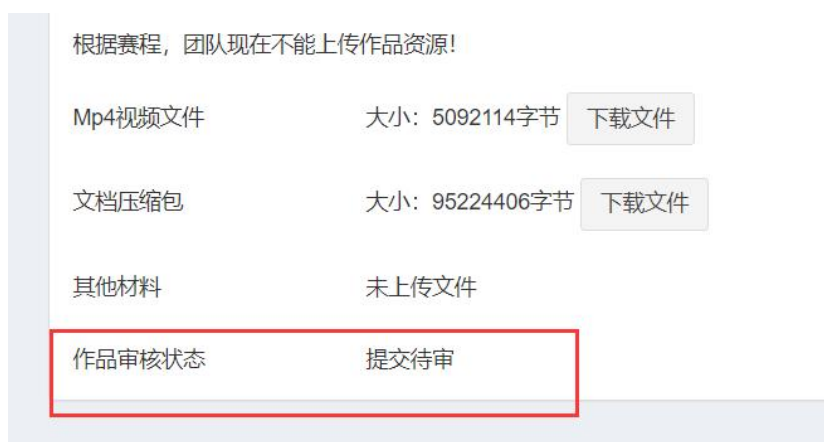 根据赛程，团队现在不能上传作品资源！
Mp4视频文件 大小：5092114字节 下载文件
文档压缩包 大小：95224406字节 下载文件
其他材料 未上传文件
作品审核状态 提交待审